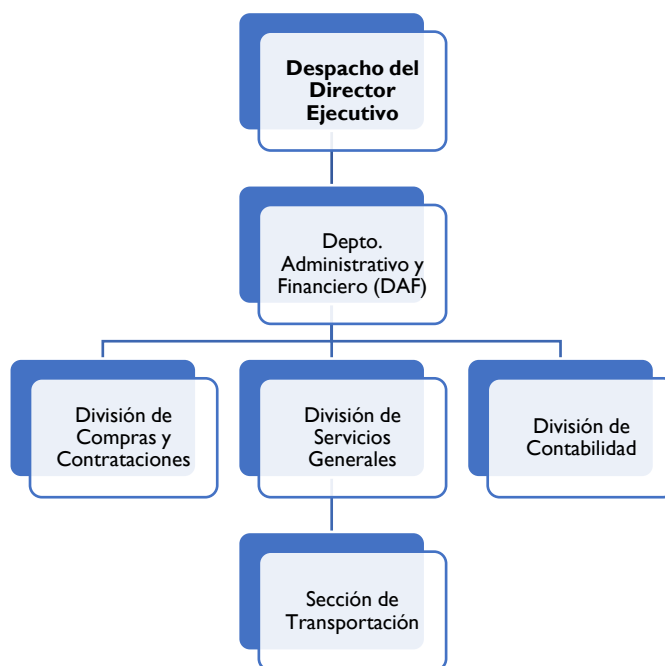 Despacho del
Director
Ejecutivo
Depto.
Administrativo y
Financiero (DAF)
División de
Compras y
Contrataciones
División de
Servicios
Generales
División de
Contabilidad
Sección de
Transportación